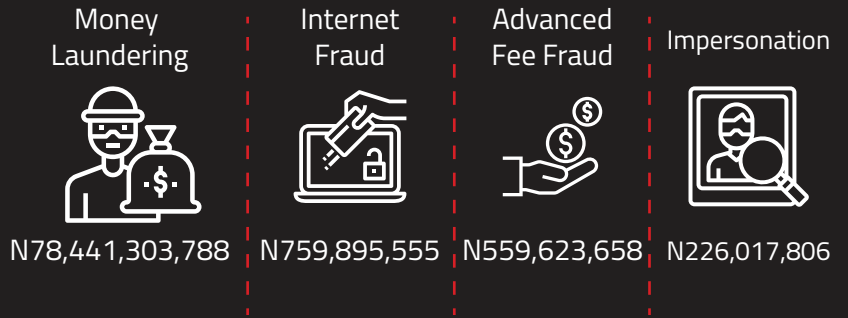 Money
Laundering
$
N78,441,303,788
Internet
Fraud
N759,895,555
Advanced
Fee Fraud
$
$
N559,623,658
Impersonation
N226,017,806